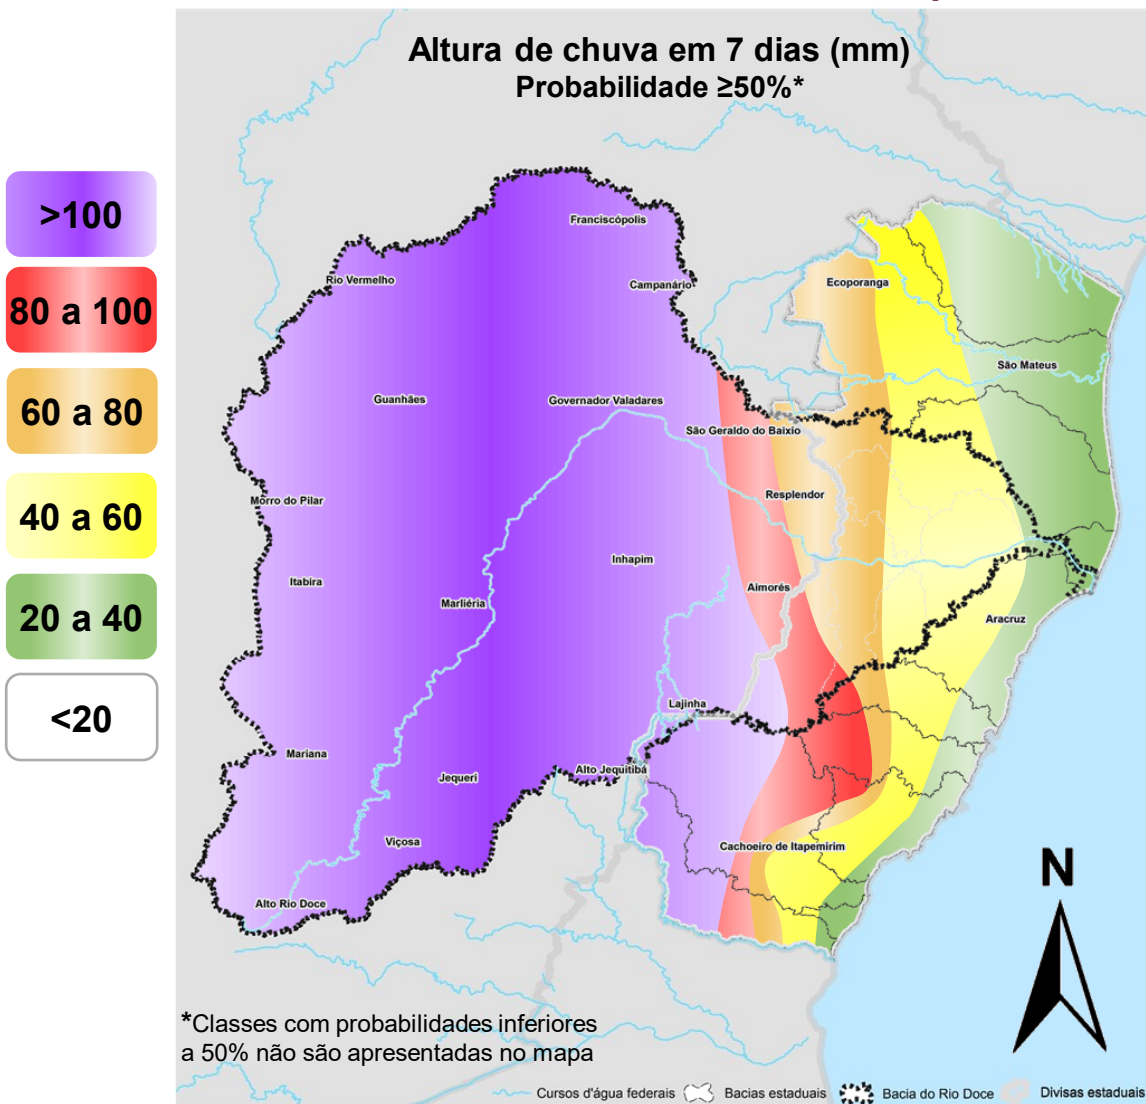 Altura de chuva em 7 dias (mm)
Probabilidade ≥50%*
>100
80 a 100
60 a 80
40 a 60
20 a 40
<20
Franciscópolis
Rio Vermelho
Campanário
Ecoporanga
São Mateus
Guanhães
Governador Valadares
São Geraldo do Baixio
Morro do Pilar
Resplendor
Inhapim
Itabira
Aimorés
Marliéria
Aracruz
Lajinha
Mariana
Alto Jequitibá
Jequeri
Viçosa
Cachoeiro de Itapemirim
Alto Rio Doce
N
*Classes com probabilidades inferiores
a 50% não são apresentadas no mapa
Cursos d'água federais Bacias estaduais Bacia do Rio Doce Divisas estaduais